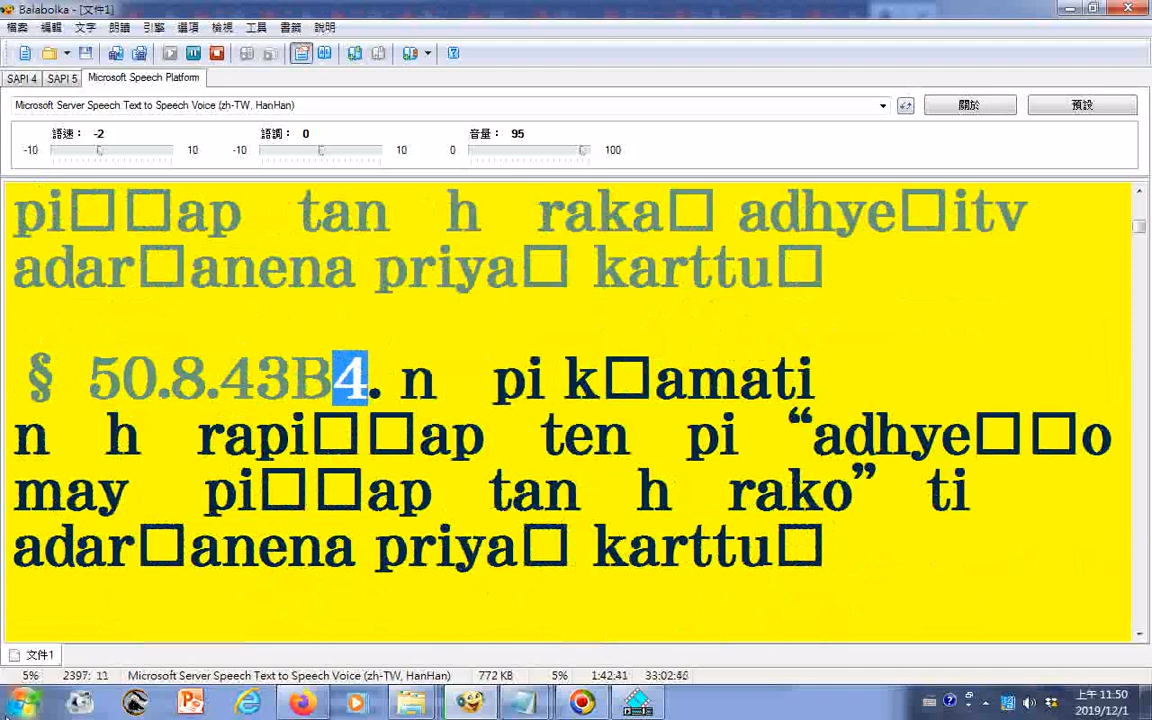 Balabolka - [文件1]
檔案 編輯 文字 朗讀 引擎 選項 檢視 工具 書籤 說明
SAPI 4 SAPI 5 Microsoft Speech Platform
Microsoft Server Speech Text to Speech Voice (zh-TW, HanHan) 關於 預設
語速： -2 語調： 0 音量： 95
-10 10 -10 10 0 100
pi□□ap tan h raka□ adhye□itv
adar□anena priya□ karttu□
§ 50.8.43B4. n pi k□amati
n h rapi□□ap ten pi “adhye□□o
may pi□□ap tan h rako” ti
adar□anena priya□ karttu□
文件1
5% 2397: 11 Microsoft Server Speech Text to Speech Voice (zh-TW, HanHan) 772 KB 5% 1:42:41 33:02:46
上午 11:50
2019/12/1